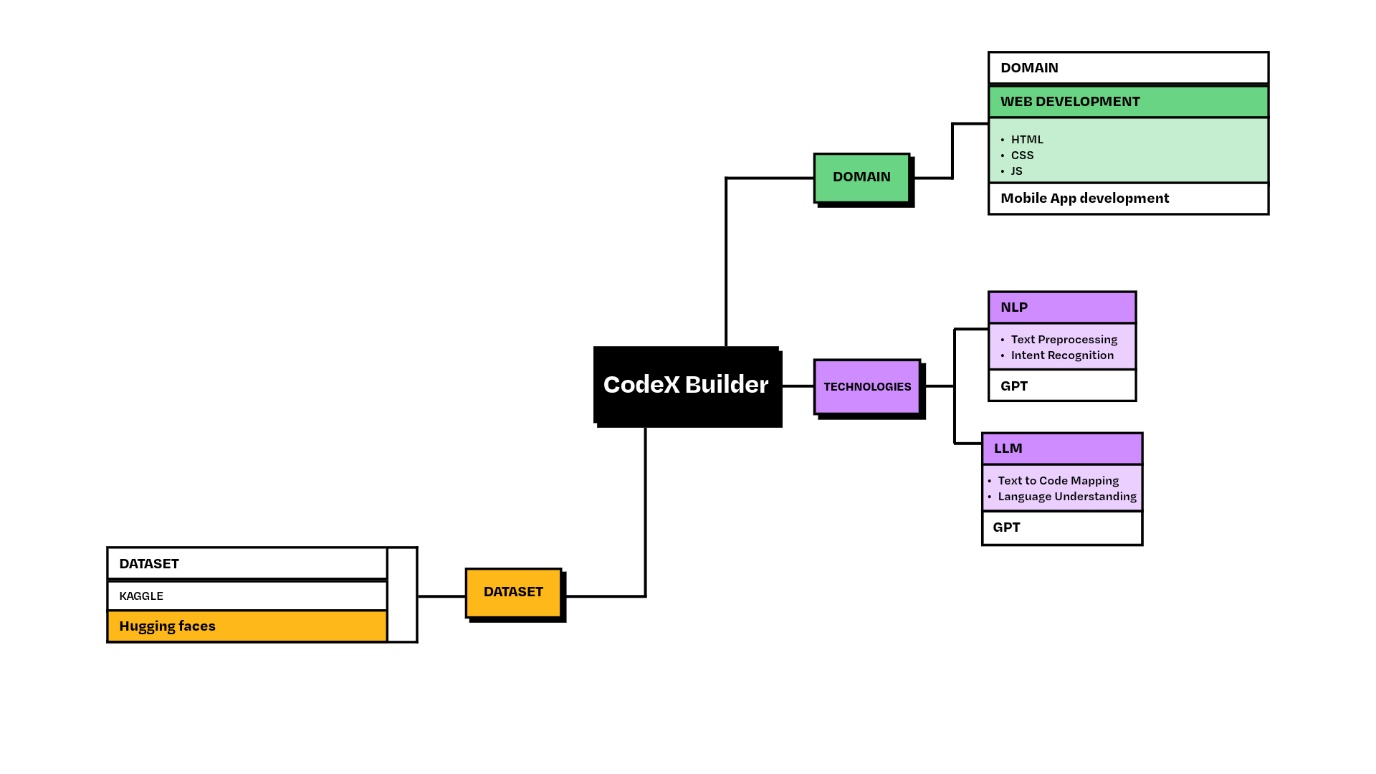 DOMAIN
WEB DEVELOPMENT
• HTML
• CSS
• JS
Mobile App development
DOMAIN
NLP
• Text Preprocessing
• Intent Recognition
GPT
CodeX Builder
TECHNOLOGIES
LLM
• Text to Code Mapping
• Language Understanding
GPT
DATASET
KAGGLE
Hugging faces
DATASET